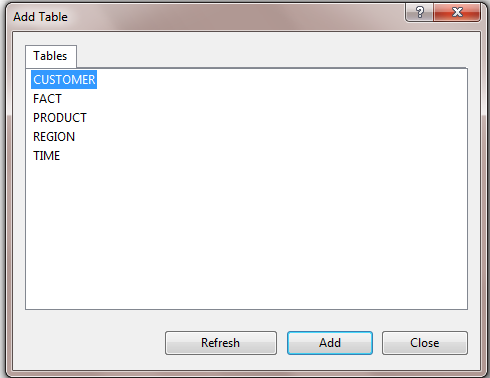 Add Table
?
Tables
CUSTOMER
FACT
PRODUCT
REGION
TIME
Refresh Add Close